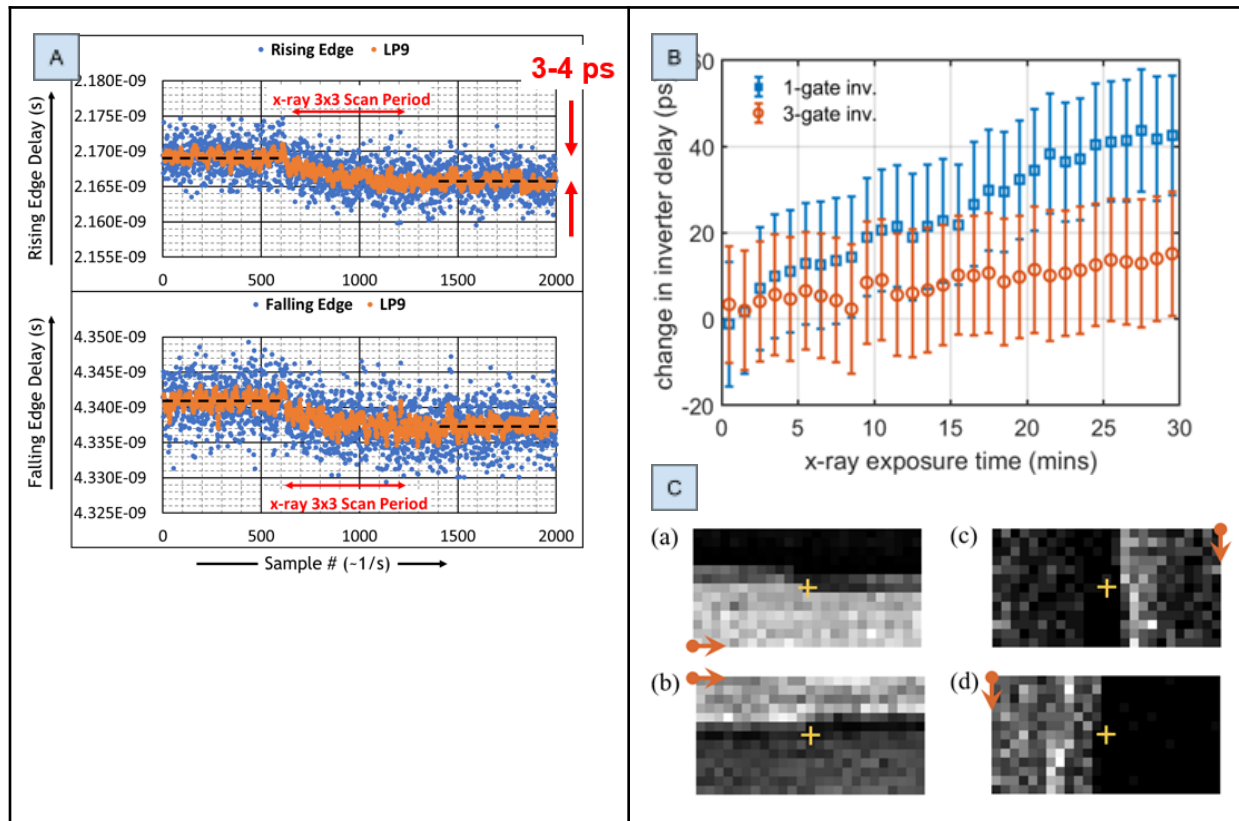 A
Rising Edge LP9
3-4 ps
2.180E-09
2.175E-09
2.170E-09
2.165E-09
2.160E-09
2.155E-09
Rising Edge Delay (s)
x-ray 3x3 Scan Period
0 500 1000 1500 2000
Falling Edge LP9
4.350E-09
4.345E-09
4.340E-09
4.335E-09
4.330E-09
4.325E-09
Falling Edge Delay (s)
x-ray 3x3 Scan Period
0 500 1000 1500 2000
Sample # (~1/s)
B
1-gate inv.
3-gate inv.
40
20
0
-20
change in inverter delay (ps
0 5 10 15 20 25 30
x-ray exposure time (mins)
C
(a)
(c)
(b)
(d)